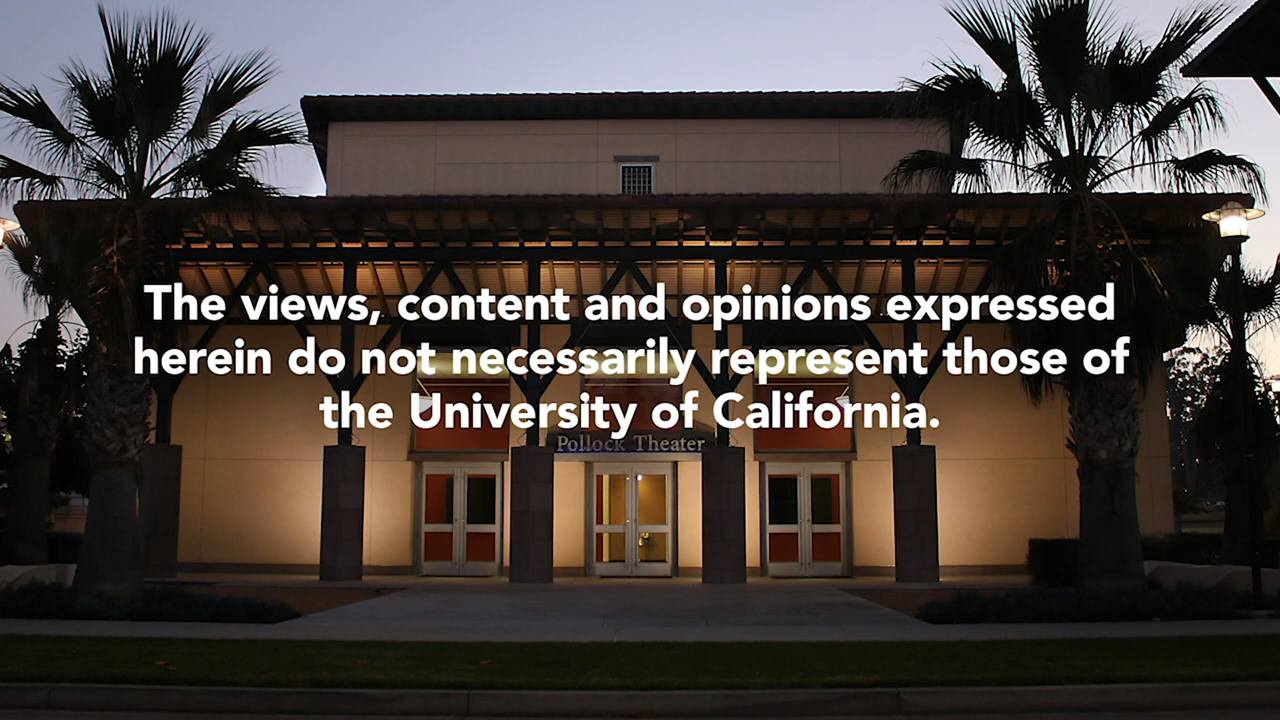 The views, content and opinions expressed
herein do not necessarily represent those of
the University of California.
Pollock Theater